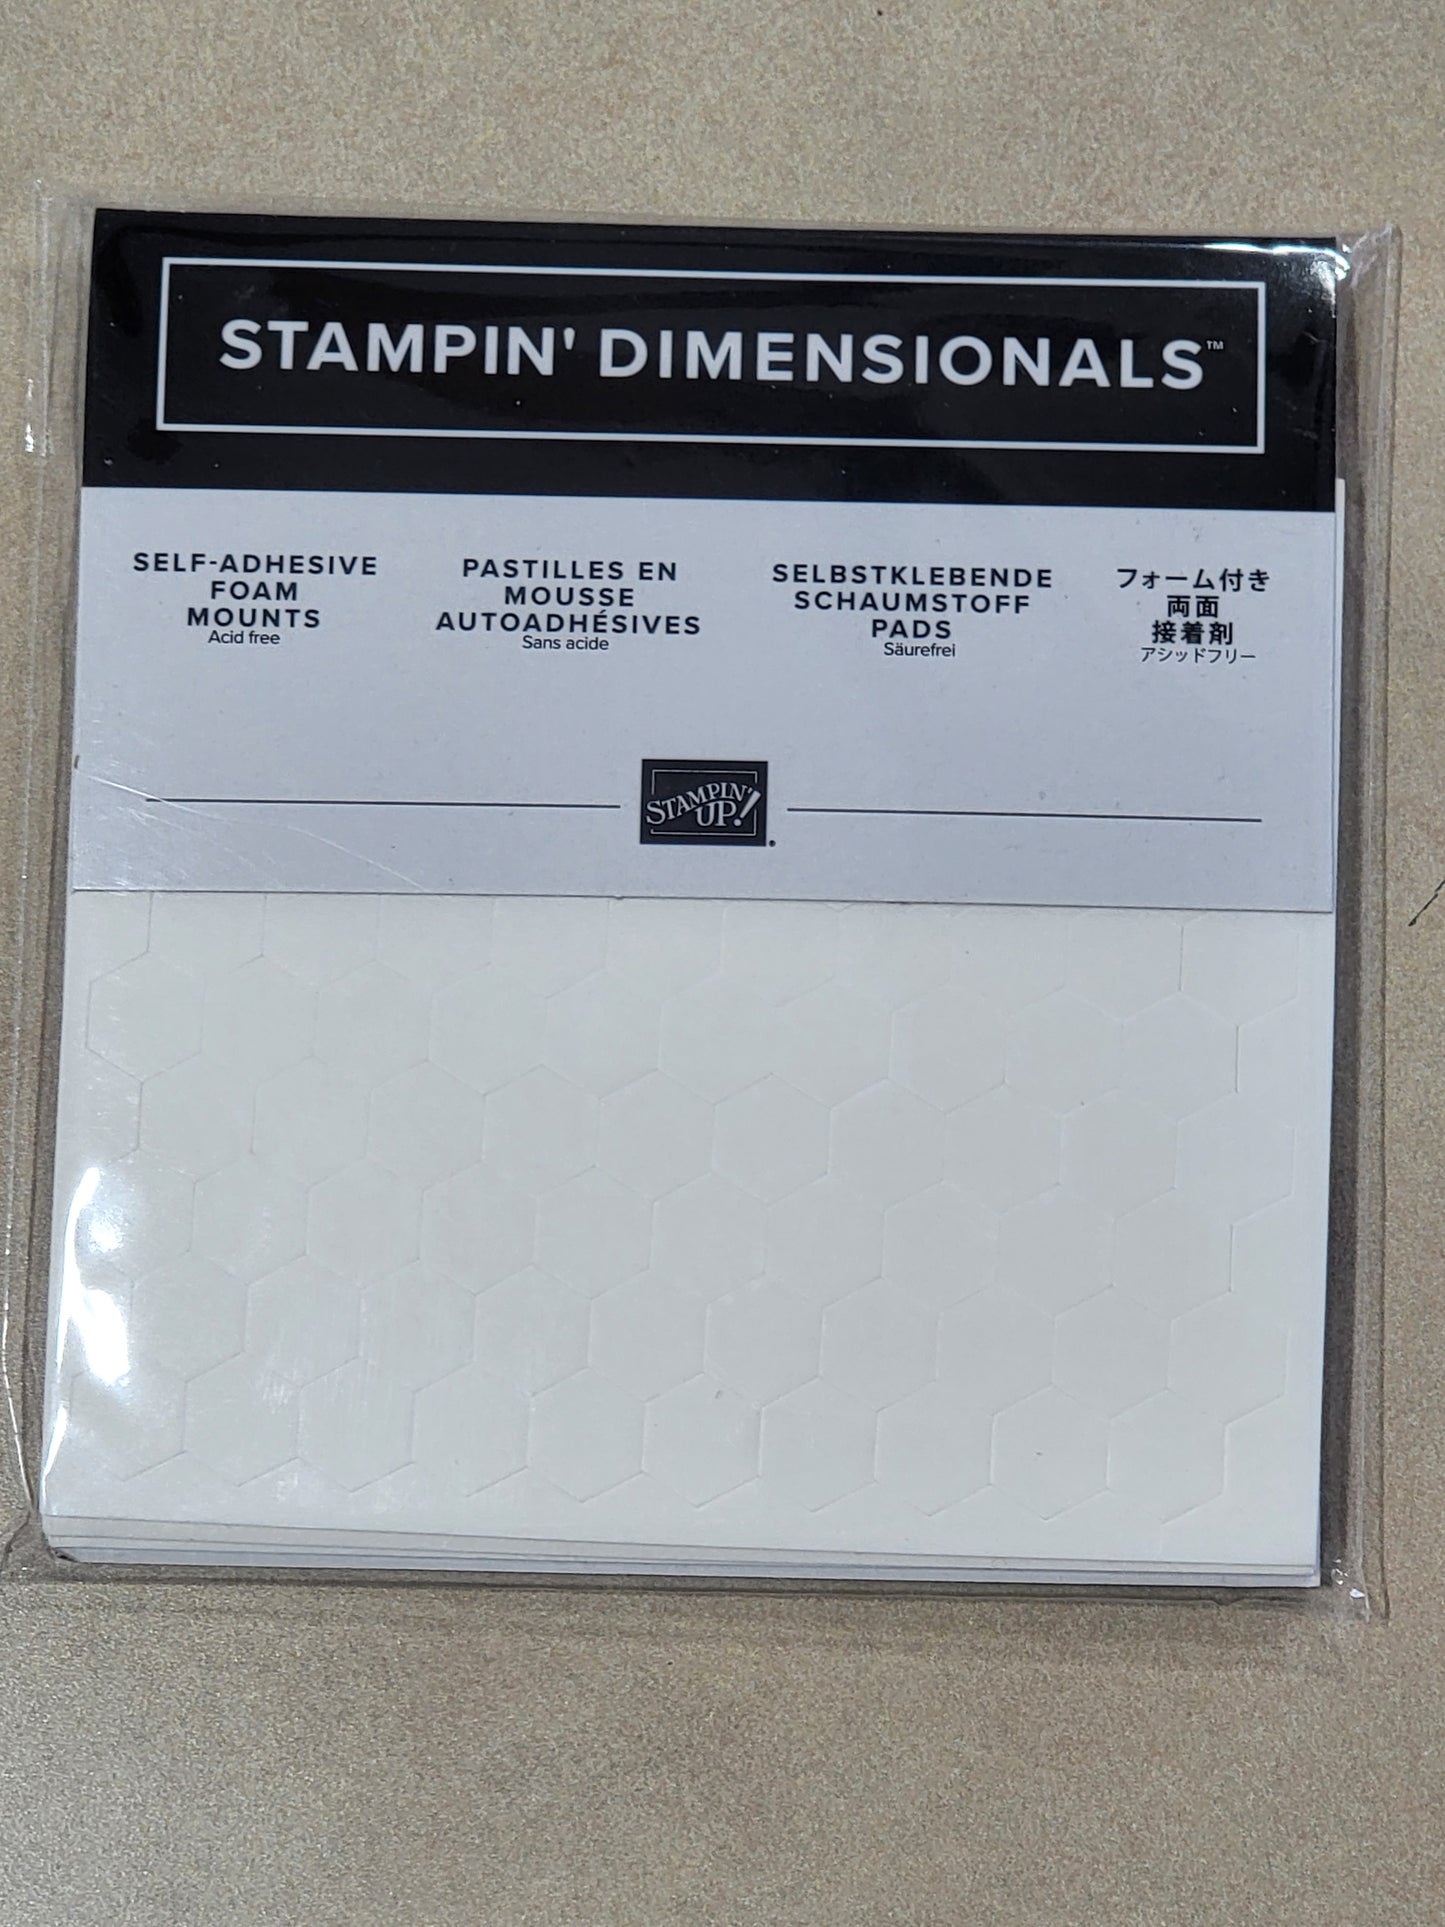 STAMPIN' DIMENSIONALS™
SELF-ADHESIVE
FOAM
MOUNTS
Acid free
PASTILLES EN
MOUSSE
AUTOADHÉSIVES
Sans acide
SELBSTKLEBENDE
SCHAUMSTOFF
PADS
Säurefrei
フォーム付き
両面
接着剤
アシッドフリー
STAMPIN'
UP!®